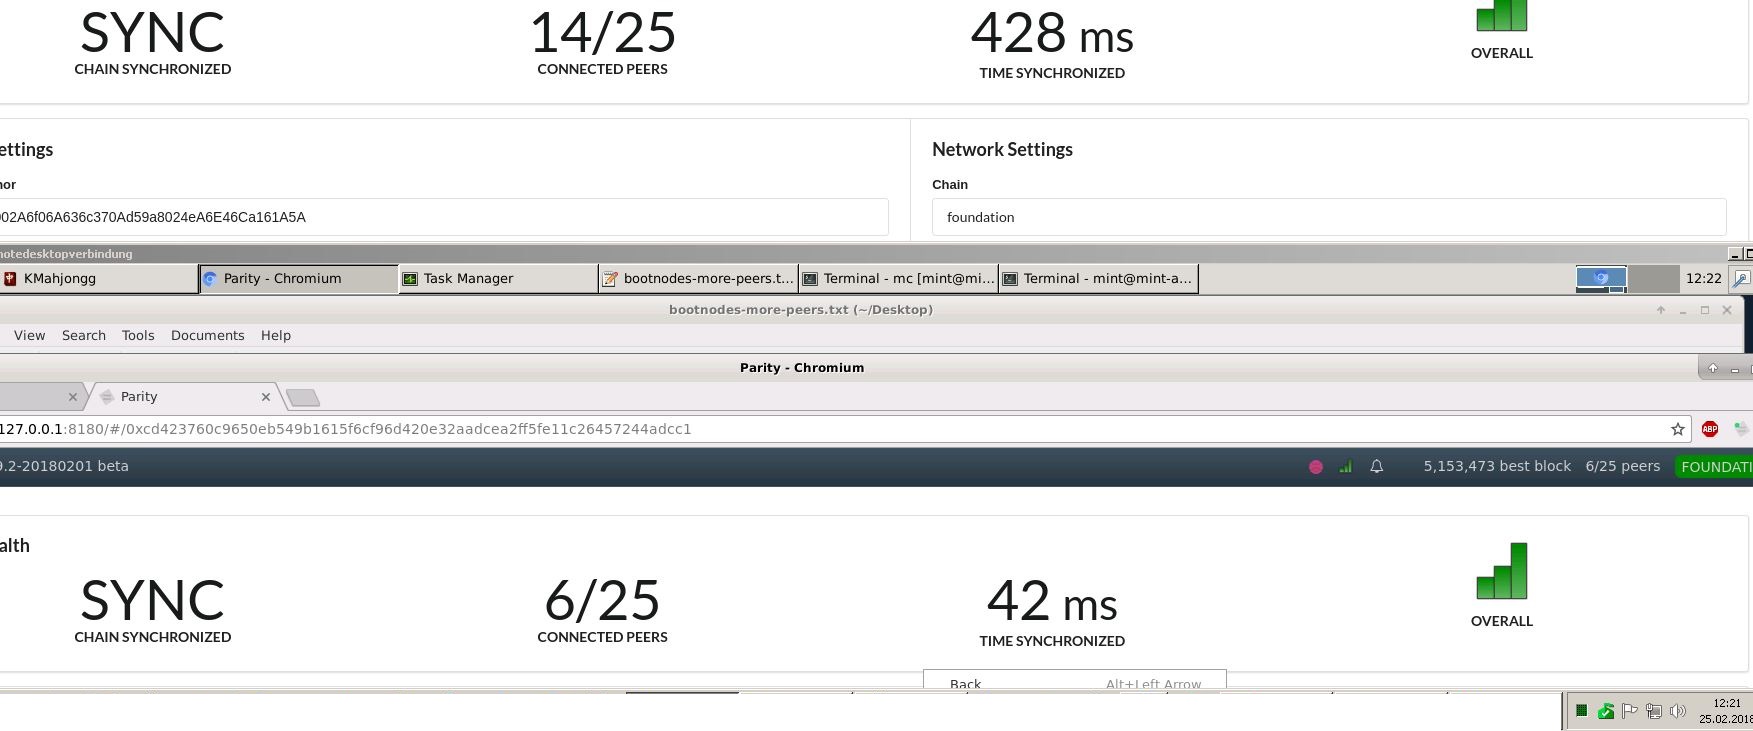 SYNC 14/25 428 ms
CHAIN SYNCHRONIZED CONNECTED PEERS TIME SYNCHRONIZED OVERALL
ettings Network Settings
nor Chain
02A6f06A636c370Ad59a8024eA6E46Ca161A5A foundation
notedesktopverbindung
KMahjongg Parity - Chromium Task Manager bootnodes-more-peers.t... Terminal - mc [mint@mi... Terminal - mint@mint-a... 12:22
bootnodes-more-peers.txt (~/Desktop)
View Search Tools Documents Help
Parity - Chromium
Parity
127.0.0.1:8180/#/0xcd423760c9650eb549b1615f6cf96d420e32aadcea2ff5fe11c26457244adcc1 ABP
9.2-20180201 beta 5,153,473 best block 6/25 peers FOUNDATI
alth
SYNC 6/25 42 ms
CHAIN SYNCHRONIZED CONNECTED PEERS TIME SYNCHRONIZED OVERALL
Back Alt+Left Arrow
12:21
25.02.2018